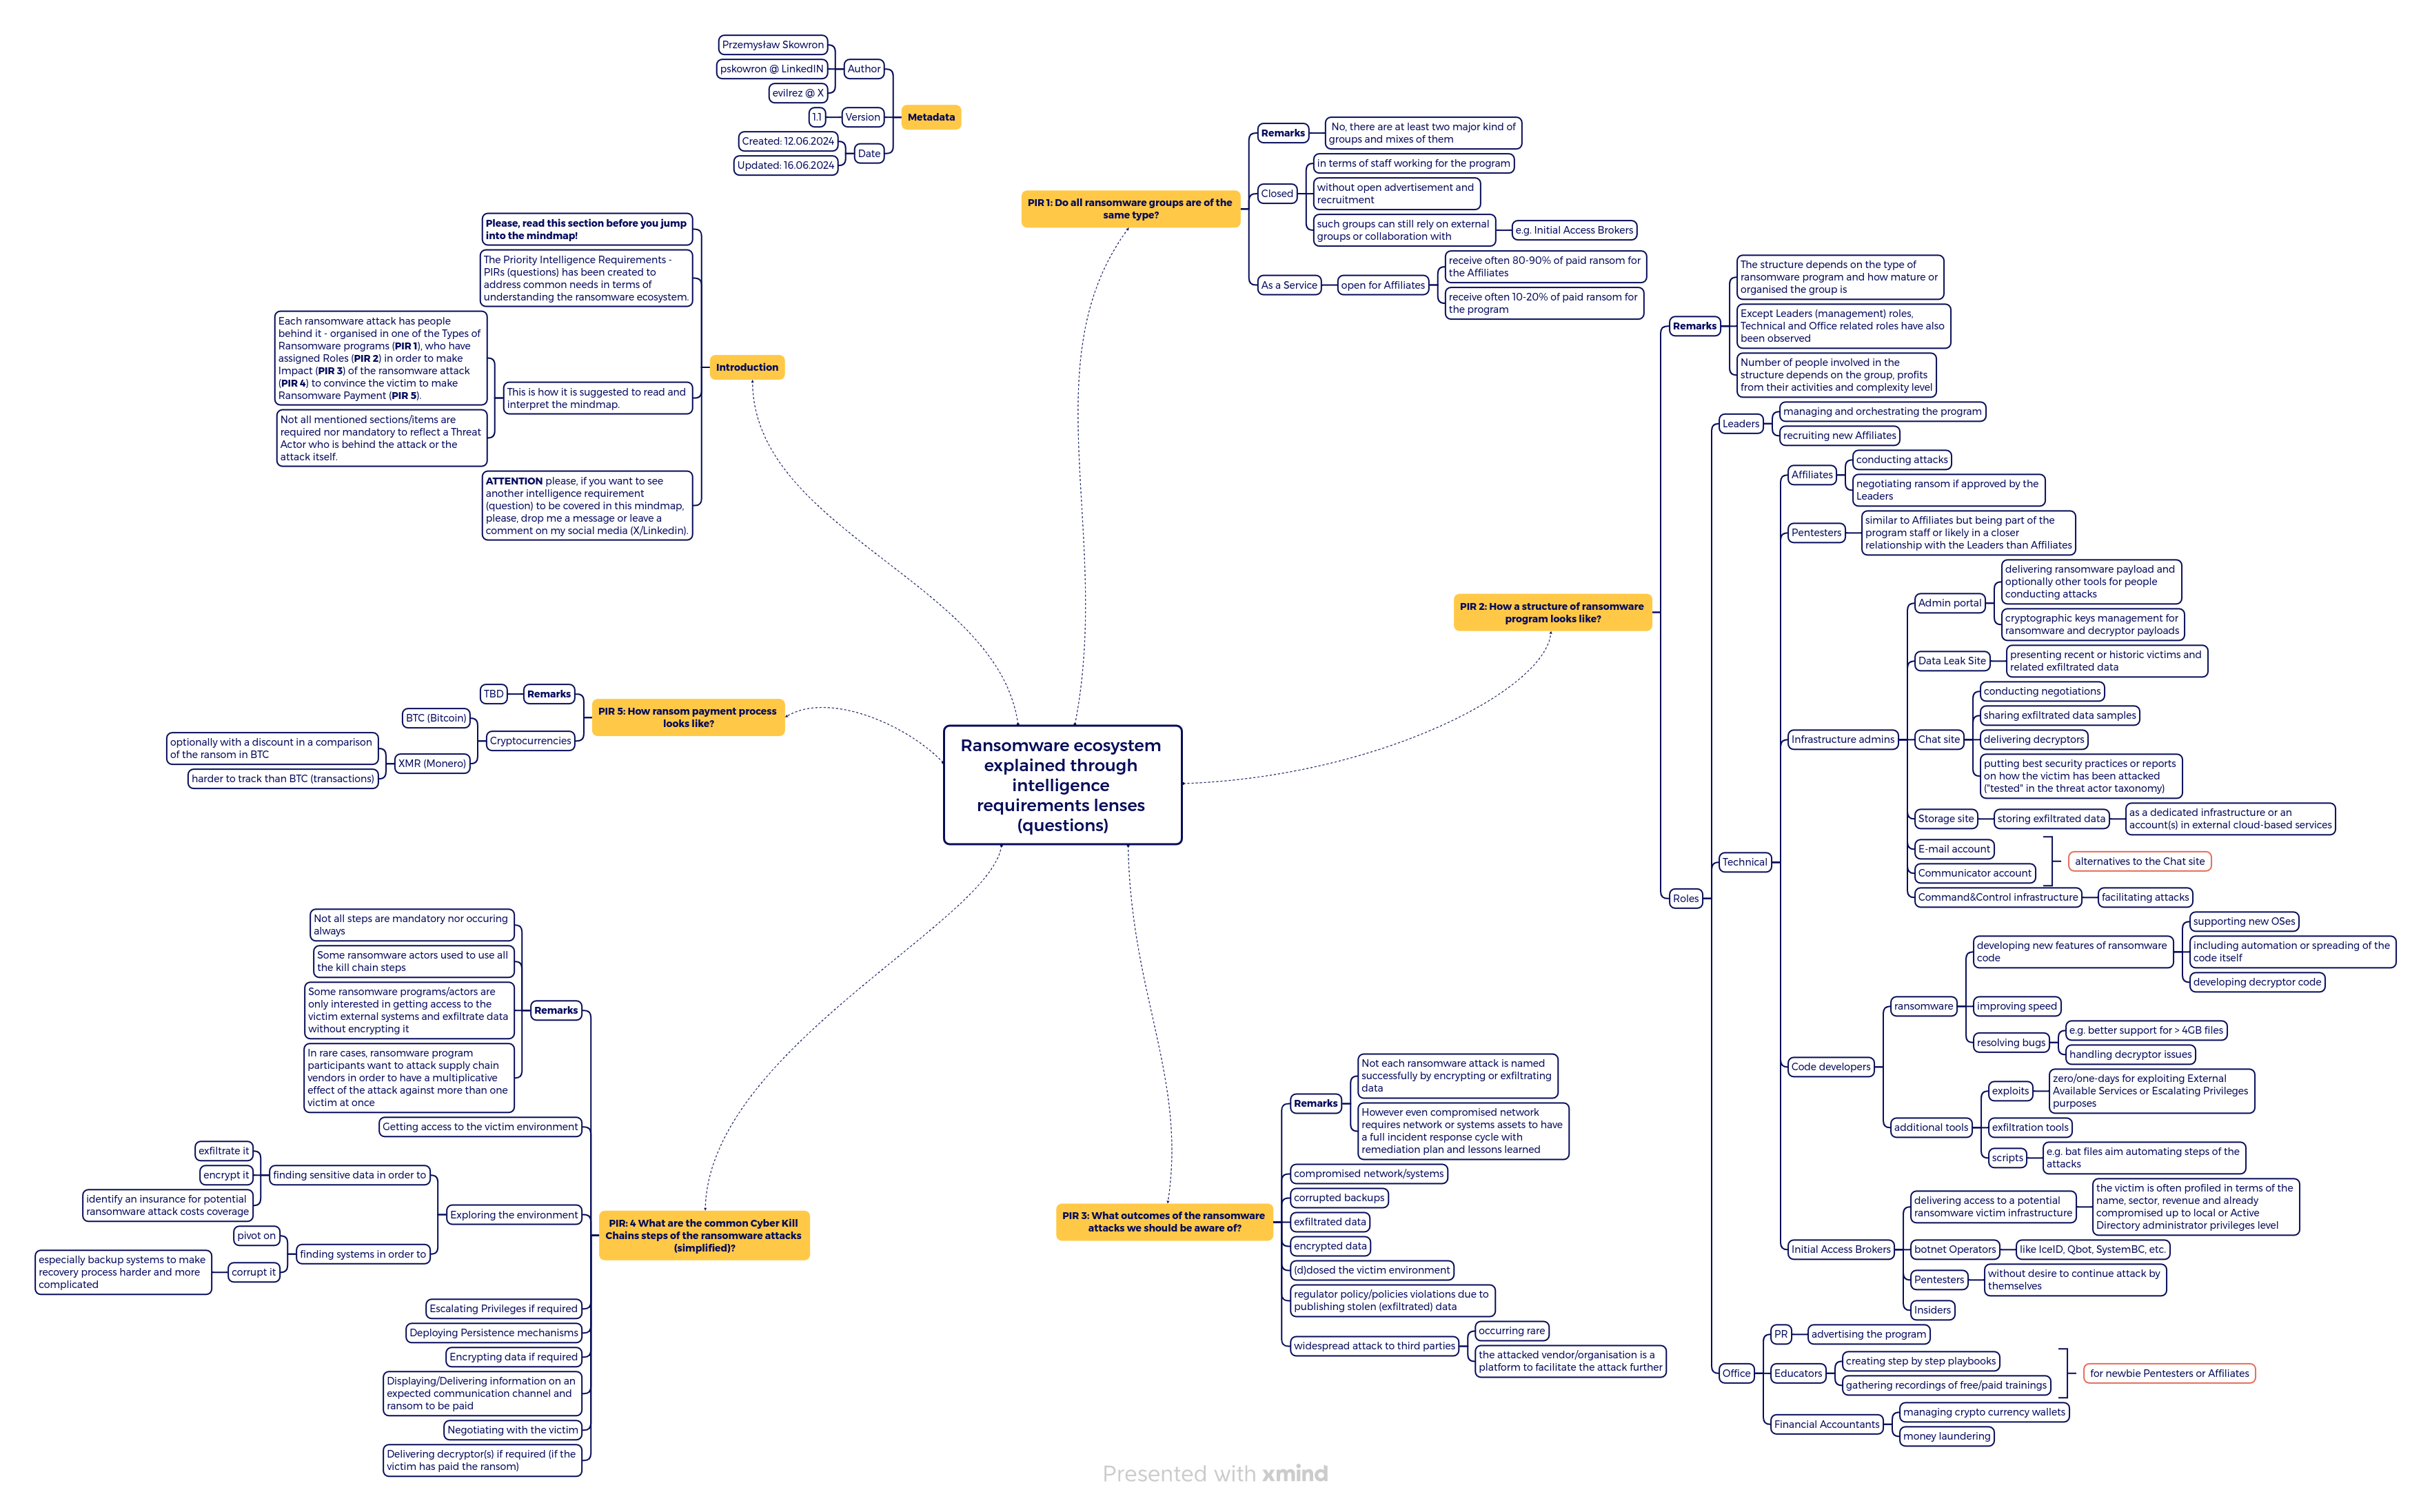 Przemysław Skowron
pskowron @ LinkedIN
evilrez @ X
Author
1.1
Version
Created: 12.06.2024
Updated: 16.06.2024
Date
Metadata
Please, read this section before you jump
into the mindmap!
The Priority Intelligence Requirements -
PIRs (questions) has been created to
address common needs in terms of
understanding the ransomware ecosystem.
Each ransomware attack has people
behind it - organised in one of the Types of
Ransomware programs (PIR 1), who have
assigned Roles (PIR 2) in order to make
Impact (PIR 3) of the ransomware attack
(PIR 4) to convince the victim to make
Ransomware Payment (PIR 5).
Not all mentioned sections/items are
required nor mandatory to reflect a Threat
Actor who is behind the attack or the
attack itself.
This is how it is suggested to read and
interpret the mindmap.
ATTENTION please, if you want to see
another intelligence requirement
(question) to be covered in this mindmap,
please, drop me a message or leave a
comment on my social media (X/Linkedin).
Introduction
PIR 1: Do all ransomware groups are of the
same type?
Remarks
No, there are at least two major kind of
groups and mixes of them
Closed
in terms of staff working for the program
without open advertisement and
recruitment
such groups can still rely on external
groups or collaboration with
e.g. Initial Access Brokers
As a Service
open for Affiliates
receive often 80-90% of paid ransom for
the Affiliates
receive often 10-20% of paid ransom for
the program
PIR 2: How a structure of ransomware
program looks like?
Remarks
The structure depends on the type of
ransomware program and how mature or
organised the group is
Except Leaders (management) roles,
Technical and Office related roles have also
been observed
Number of people involved in the
structure depends on the group, profits
from their activities and complexity level
Roles
Leaders
managing and orchestrating the program
recruiting new Affiliates
Technical
Affiliates
conducting attacks
negotiating ransom if approved by the
Leaders
Pentesters
similar to Affiliates but being part of the
program staff or likely in a closer
relationship with the Leaders than Affiliates
Infrastructure admins
Admin portal
delivering ransomware payload and
optionally other tools for people
conducting attacks
cryptographic keys management for
ransomware and decryptor payloads
Data Leak Site
presenting recent or historic victims and
related exfiltrated data
Chat site
conducting negotiations
sharing exfiltrated data samples
delivering decryptors
putting best security practices or reports
on how the victim has been attacked
("tested" in the threat actor taxonomy)
Storage site
storing exfiltrated data
as a dedicated infrastructure or an
account(s) in external cloud-based services
E-mail account
Communicator account
alternatives to the Chat site
Command&Control infrastructure
facilitating attacks
Code developers
ransomware
developing new features of ransomware
code
supporting new OSes
including automation or spreading of the
code itself
developing decryptor code
improving speed
resolving bugs
e.g. better support for > 4GB files
handling decryptor issues
additional tools
exploits
zero/one-days for exploiting External
Available Services or Escalating Privileges
purposes
exfiltration tools
scripts
e.g. bat files aim automating steps of the
attacks
Initial Access Brokers
delivering access to a potential
ransomware victim infrastructure
the victim is often profiled in terms of the
name, sector, revenue and already
compromised up to local or Active
Directory administrator privileges level
botnet Operators
like IceID, Qbot, SystemBC, etc.
Pentesters
without desire to continue attack by
themselves
Insiders
Office
PR
advertising the program
Educators
creating step by step playbooks
gathering recordings of free/paid trainings
for newbie Pentesters or Affiliates
Financial Accountants
managing crypto currency wallets
money laundering
Ransomware ecosystem
explained through
intelligence
requirements lenses
(questions)
PIR 5: How ransom payment process
looks like?
Remarks
TBD
Cryptocurrencies
BTC (Bitcoin)
XMR (Monero)
optionally with a discount in a comparison
of the ransom in BTC
harder to track than BTC (transactions)
PIR: 4 What are the common Cyber Kill
Chains steps of the ransomware attacks
(simplified)?
Remarks
Not all steps are mandatory nor occuring
always
Some ransomware actors used to use all
the kill chain steps
Some ransomware programs/actors are
only interested in getting access to the
victim external systems and exfiltrate data
without encrypting it
In rare cases, ransomware program
participants want to attack supply chain
vendors in order to have a multiplicative
effect of the attack against more than one
victim at once
Getting access to the victim environment
Exploring the environment
finding sensitive data in order to
exfiltrate it
encrypt it
identify an insurance for potential
ransomware attack costs coverage
finding systems in order to
pivot on
corrupt it
especially backup systems to make
recovery process harder and more
complicated
Escalating Privileges if required
Deploying Persistence mechanisms
Encrypting data if required
Displaying/Delivering information on an
expected communication channel and
ransom to be paid
Negotiating with the victim
Delivering decryptor(s) if required (if the
victim has paid the ransom)
PIR 3: What outcomes of the ransomware
attacks we should be aware of?
Remarks
Not each ransomware attack is named
successfully by encrypting or exfiltrating
data
However even compromised network
requires network or systems assets to have
a full incident response cycle with
remediation plan and lessons learned
compromised network/systems
corrupted backups
exfiltrated data
encrypted data
(d)dosed the victim environment
regulator policy/policies violations due to
publishing stolen (exfiltrated) data
widespread attack to third parties
occurring rare
the attacked vendor/organisation is a
platform to facilitate the attack further
Presented with xmind